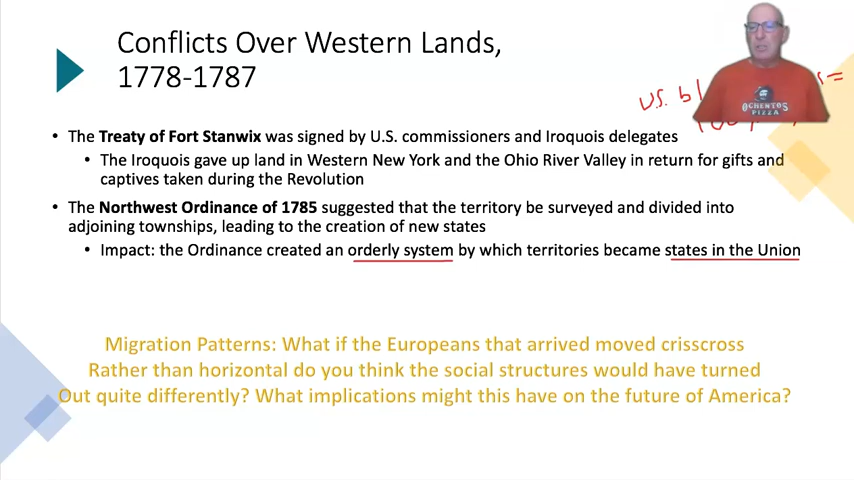 Conflicts Over Western Lands,
1778-1787
U.S. b
OCHENTO'S
PIZZA
• The Treaty of Fort Stanwix was signed by U.S. commissioners and Iroquois delegates
• The Iroquois gave up land in Western New York and the Ohio River Valley in return for gifts and
captives taken during the Revolution
• The Northwest Ordinance of 1785 suggested that the territory be surveyed and divided into
adjoining townships, leading to the creation of new states
• Impact: the Ordinance created an orderly system by which territories became states in the Union
Migration Patterns: What if the Europeans that arrived moved crisscross
Rather than horizontal do you think the social structures would have turned
Out quite differently? What implications might this have on the future of America?